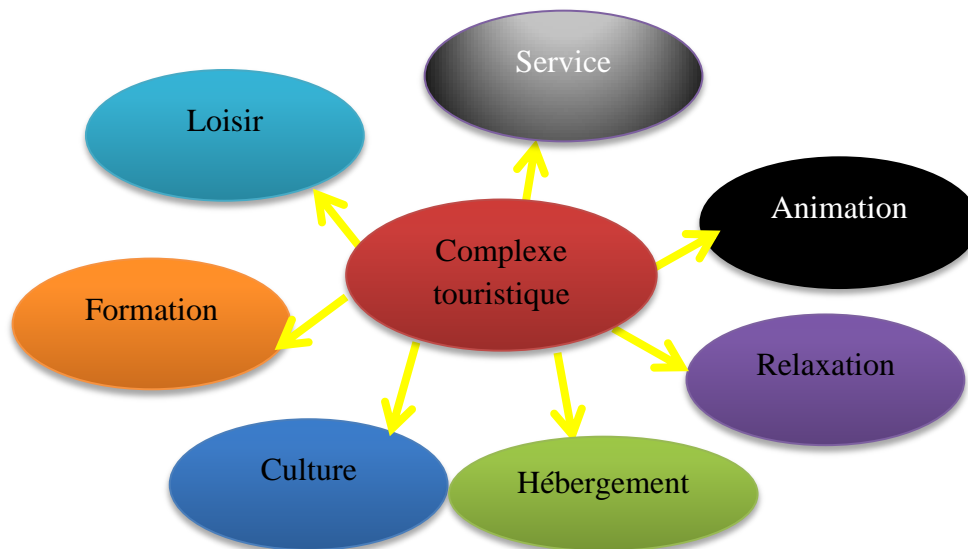 Service
Loisir
Animation
Complexe
touristique
Formation
Relaxation
Culture
Hébergement